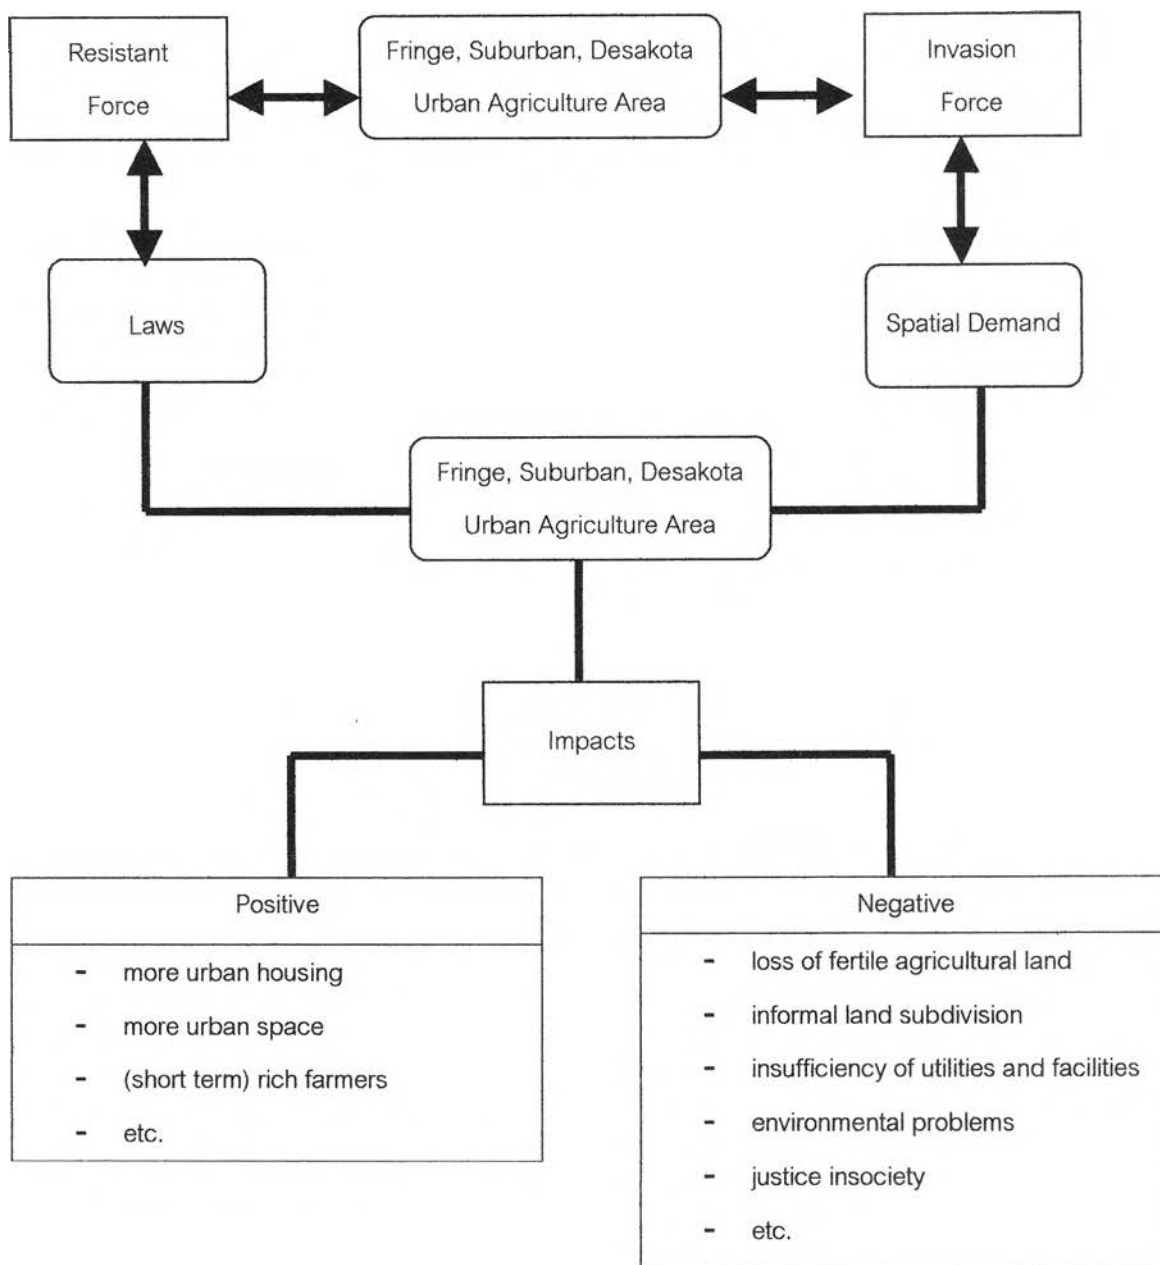 Resistant
Force
Fringe, Suburban, Desakota
Urban Agriculture Area
Invasion
Force
Laws
Spatial Demand
Fringe, Suburban, Desakota
Urban Agriculture Area
Impacts
Positive
- more urban housing
- more urban space
- (short term) rich farmers
- etc.
Negative
- loss of fertile agricultural land
- informal land subdivision
- insufficiency of utilities and facilities
- environmental problems
- justice insociety
- etc.